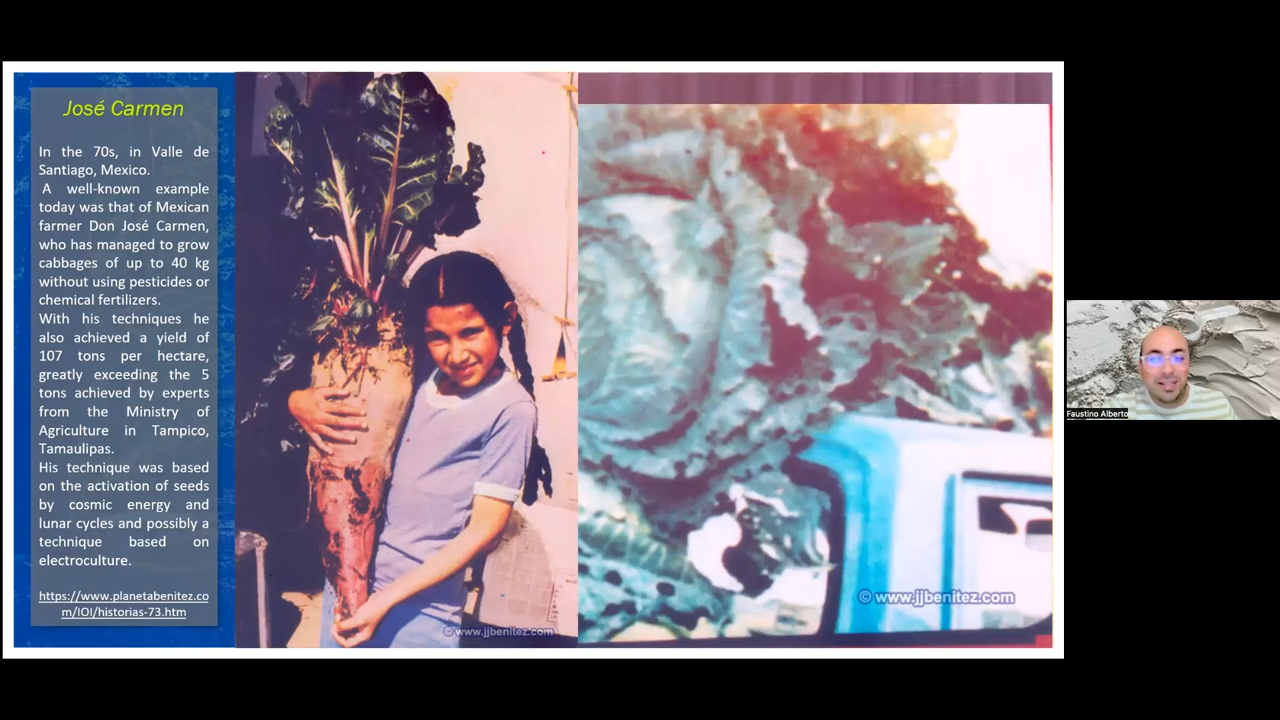 José Carmen
In the 70s, in Valle de
Santiago, Mexico.
A well-known example
today was that of Mexican
farmer Don José Carmen,
who has managed to grow
cabbages of up to 40 kg
without using pesticides or
chemical fertilizers.
With his techniques he
also achieved a yield of
107 tons per hectare,
greatly exceeding the 5
tons achieved by experts
from the Ministry of
Agriculture in Tampico,
Tamaulipas.
His technique was based
on the activation of seeds
by cosmic energy and
lunar cycles and possibly a
technique based on
electroculture.
https://www.planetabenitez.co
m/IOI/historias-73.htm
© www.jjbenitez.com
© www.jjbenitez.com
Faustino Alberto